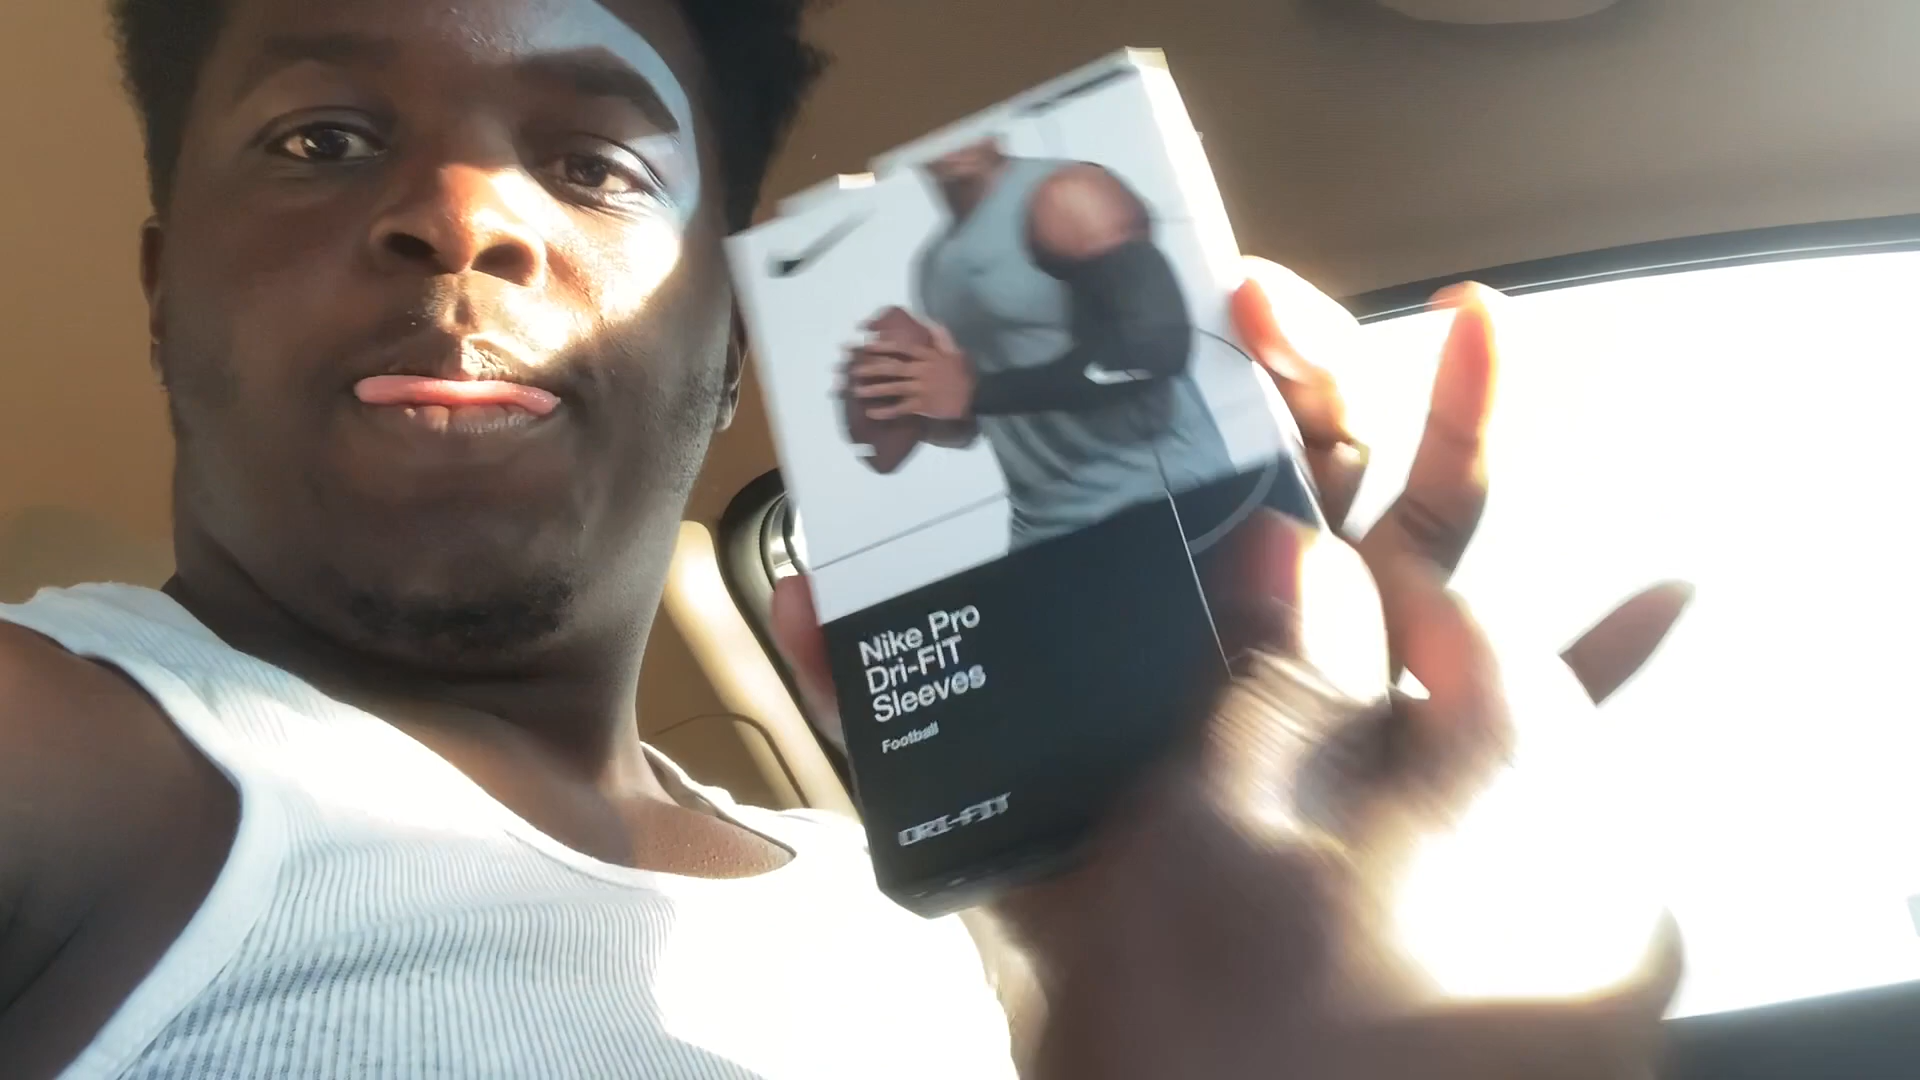 Nike Pro
Dri-FIT
Sleeves
Football
DRI-FIT